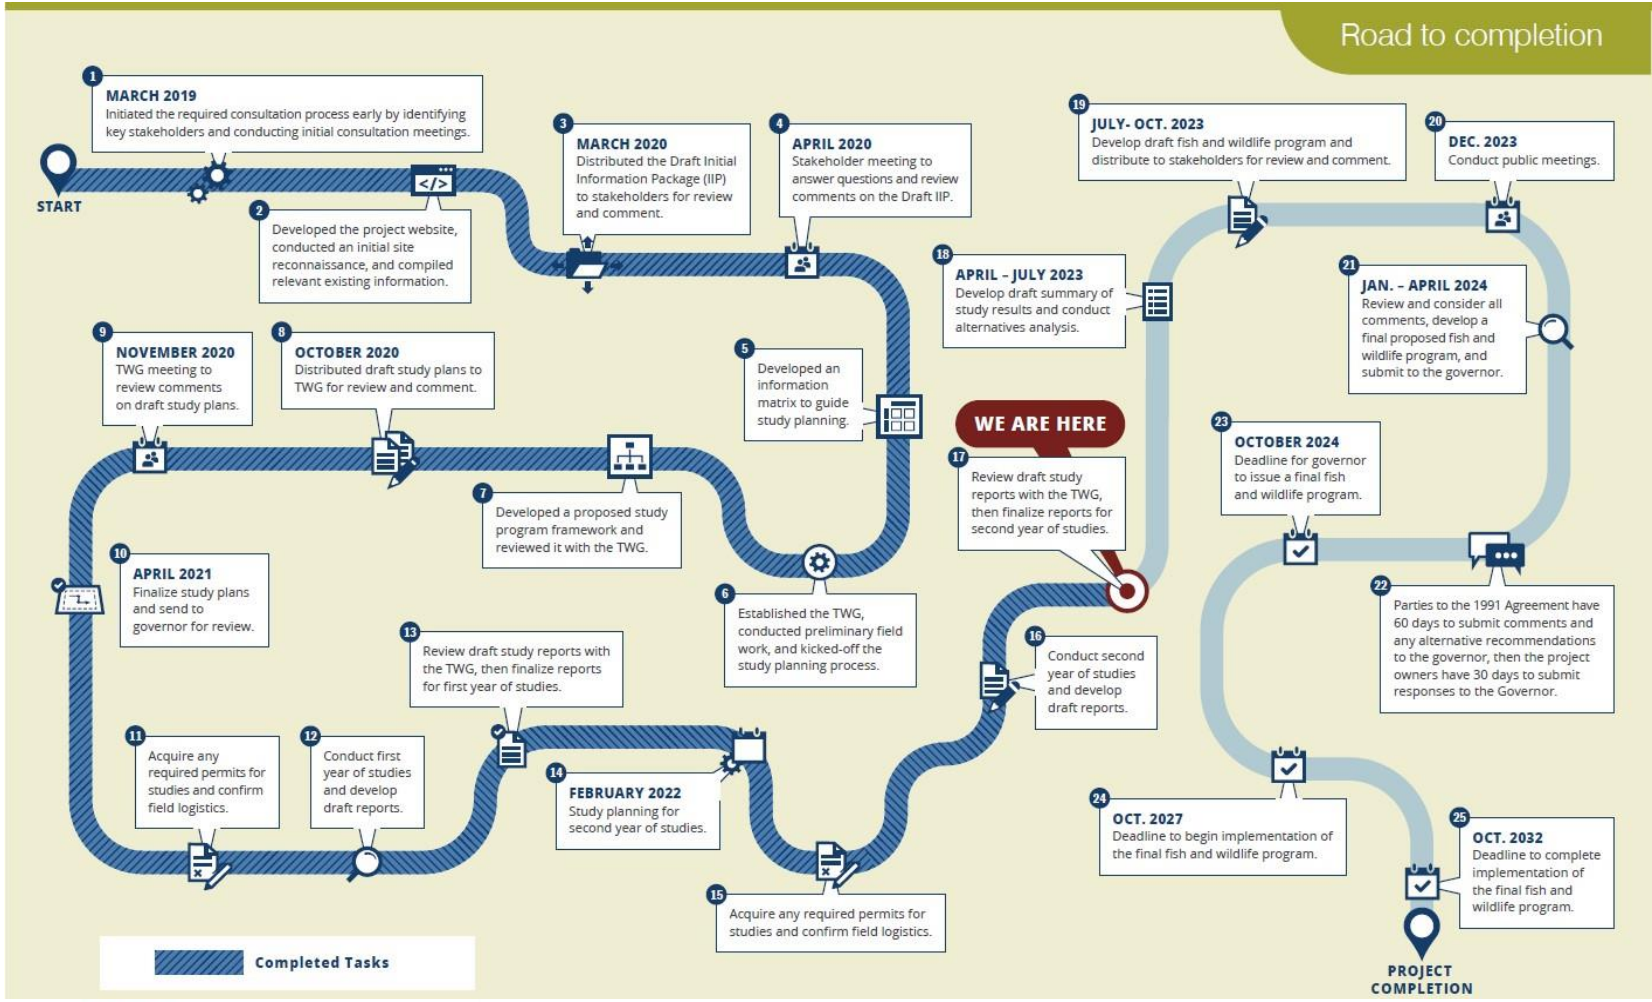 Road to completion
1
MARCH 2019
Initiated the required consultation process early by identifying
key stakeholders and conducting initial consultation meetings.
START
</>
2
Developed the project website,
conducted an initial site
reconnaissance, and compiled
relevant existing information.
3
MARCH 2020
Distributed the Draft Initial
Information Package (IIP)
to stakeholders for review
and comment.
4
APRIL 2020
Stakeholder meeting to
answer questions and review
comments on the Draft IIP.
5
Developed an
information
matrix to guide
study planning.
6
Established the TWG,
conducted preliminary field
work, and kicked-off the
study planning process.
7
Developed a proposed study
program framework and
reviewed it with the TWG.
8
OCTOBER 2020
Distributed draft study plans to
TWG for review and comment.
9
NOVEMBER 2020
TWG meeting to
review comments
on draft study plans.
10
APRIL 2021
Finalize study plans
and send to
governor for review.
11
Acquire any
required permits for
studies and confirm
field logistics.
12
Conduct first
year of studies
and develop
draft reports.
13
Review draft study reports with
the TWG, then finalize reports
for first year of studies.
14
FEBRUARY 2022
Study planning for
second year of studies.
15
Acquire any required permits for
studies and confirm field logistics.
16
Conduct second
year of studies
and develop
draft reports.
WE ARE HERE
17
Review draft study
reports with the TWG,
then finalize reports for
second year of studies.
18
APRIL – JULY 2023
Develop draft summary of
study results and conduct
alternatives analysis.
19
JULY- OCT. 2023
Develop draft fish and wildlife program and
distribute to stakeholders for review and comment.
20
DEC. 2023
Conduct public meetings.
21
JAN. – APRIL 2024
Review and consider all
comments, develop a
final proposed fish and
wildlife program, and
submit to the governor.
22
Parties to the 1991 Agreement have
60 days to submit comments and
any alternative recommendations
to the governor, then the project
owners have 30 days to submit
responses to the Governor.
23
OCTOBER 2024
Deadline for governor
to issue a final fish
and wildlife program.
24
OCT. 2027
Deadline to begin implementation of
the final fish and wildlife program.
25
OCT. 2032
Deadline to complete
implementation of
the final fish and
wildlife program.
PROJECT
COMPLETION
Completed Tasks